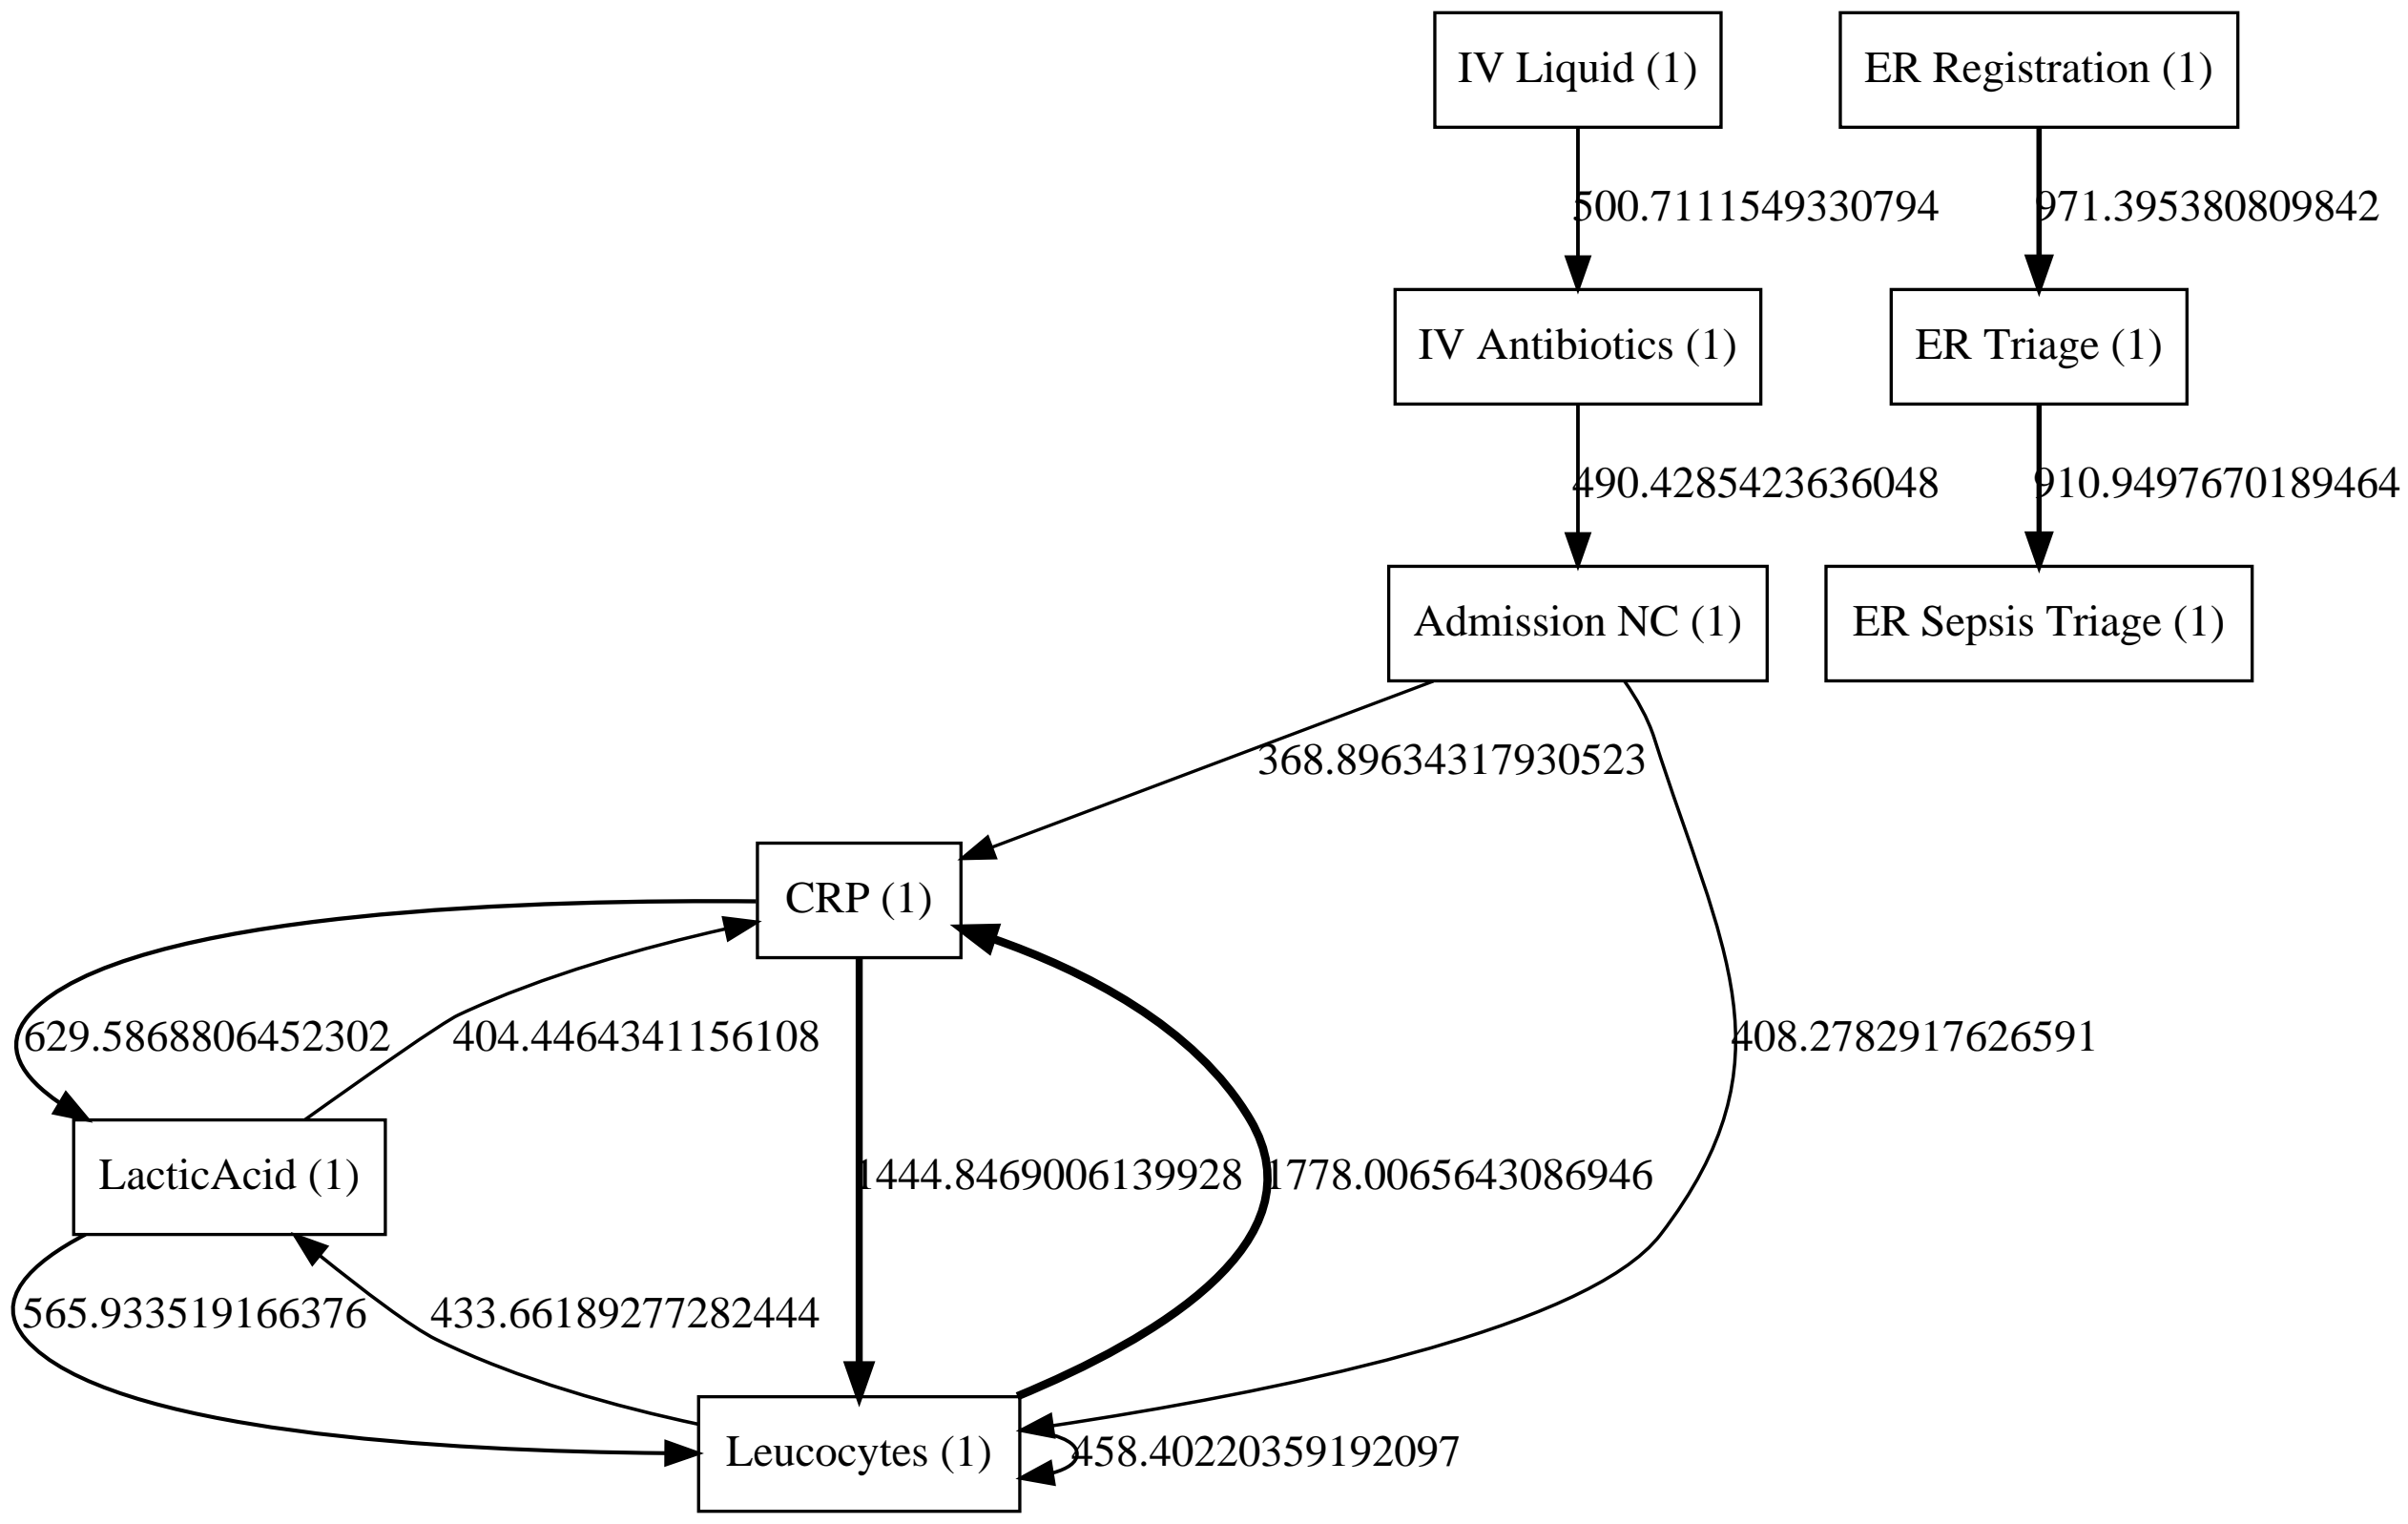 IV Liquid (1)
ER Registration (1)
500.7111549330794
971.395380809842
IV Antibiotics (1)
ER Triage (1)
490.4285423636048
910.9497670189464
Admission NC (1)
ER Sepsis Triage (1)
368.89634317930523
CRP (1)
629.5868806452302
404.4464341156108
408.2782917626591
LacticAcid (1)
1444.8469006139928
1778.0065643086946
565.933519166376
433.66189277282444
Leucocytes (1)
458.40220359192097